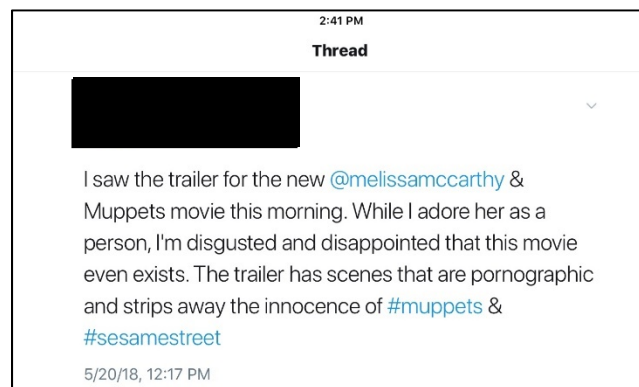 2:41 PM
Thread
I saw the trailer for the new @melissamccarthy &
Muppets movie this morning. While I adore her as a
person, I'm disgusted and disappointed that this movie
even exists. The trailer has scenes that are pornographic
and strips away the innocence of #muppets &
#sesamestreet
5/20/18, 12:17 PM